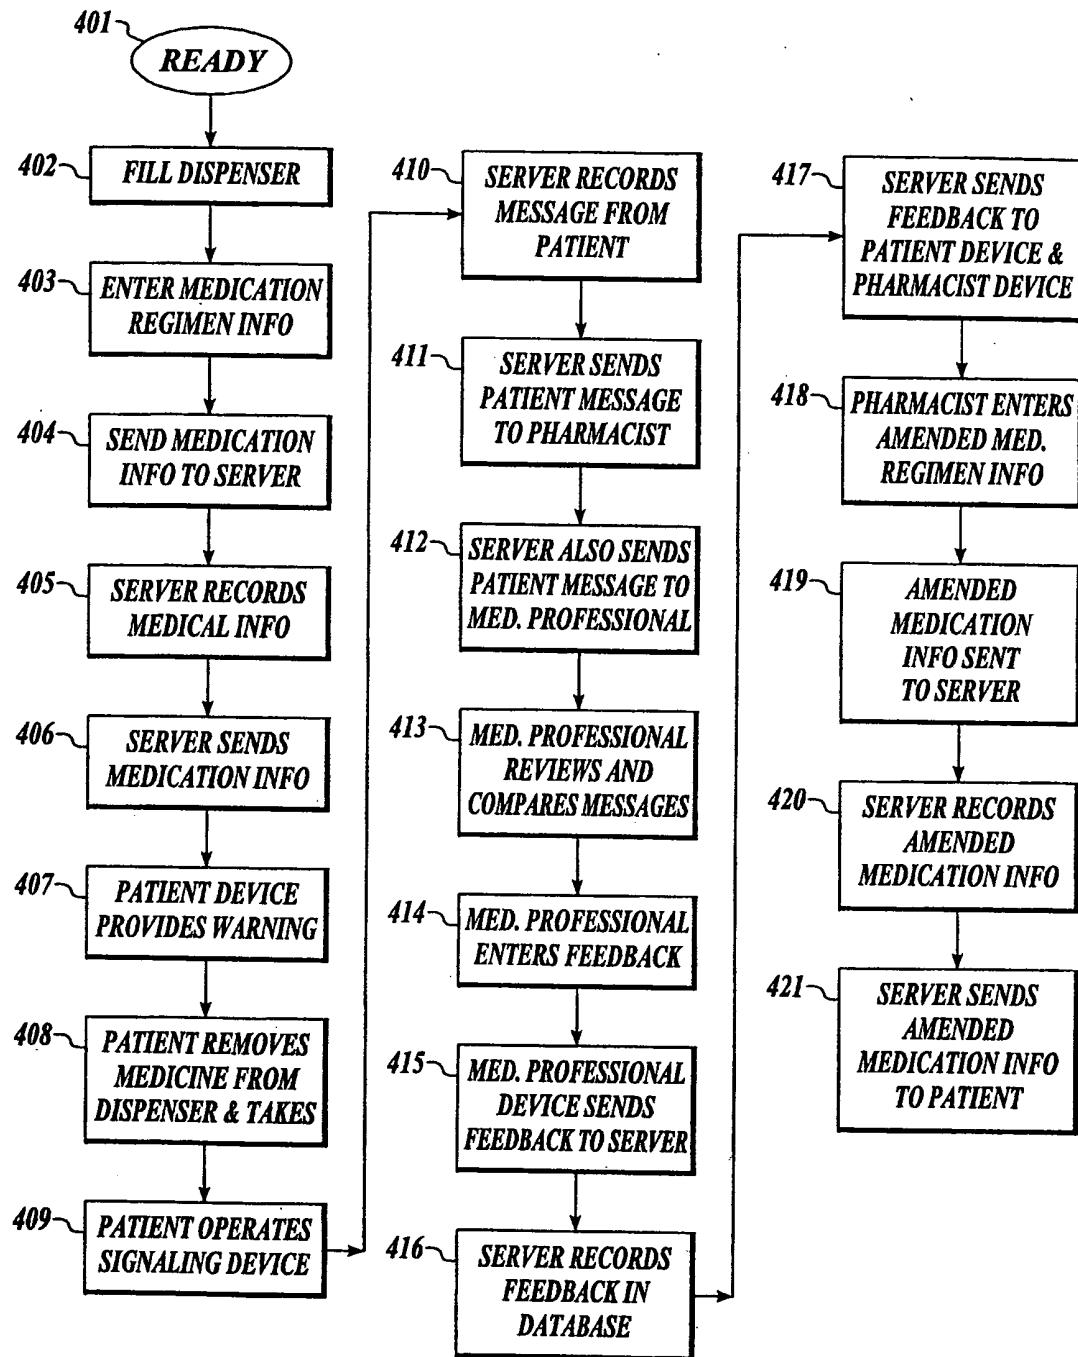 401
READY
402
FILL DISPENSER
403
ENTER MEDICATION
REGIMEN INFO
404
SEND MEDICATION
INFO TO SERVER
405
SERVER RECORDS
MEDICAL INFO
406
SERVER SENDS
MEDICATION INFO
407
PATIENT DEVICE
PROVIDES WARNING
408
PATIENT REMOVES
MEDICINE FROM
DISPENSER & TAKES
409
PATIENT OPERATES
SIGNALING DEVICE
410
SERVER RECORDS
MESSAGE FROM
PATIENT
411
SERVER SENDS
PATIENT MESSAGE
TO PHARMACIST
412
SERVER ALSO SENDS
PATIENT MESSAGE TO
MED. PROFESSIONAL
413
MED. PROFESSIONAL
REVIEWS AND
COMPARES MESSAGES
414
MED. PROFESSIONAL
ENTERS FEEDBACK
415
MED. PROFESSIONAL
DEVICE SENDS
FEEDBACK TO SERVER
416
SERVER RECORDS
FEEDBACK IN
DATABASE
417
SERVER SENDS
FEEDBACK TO
PATIENT DEVICE &
PHARMACIST DEVICE
418
PHARMACIST ENTERS
AMENDED MED.
REGIMEN INFO
419
AMENDED
MEDICATION
INFO SENT
TO SERVER
420
SERVER RECORDS
AMENDED
MEDICATION INFO
421
SERVER SENDS
AMENDED
MEDICATION INFO
TO PATIENT